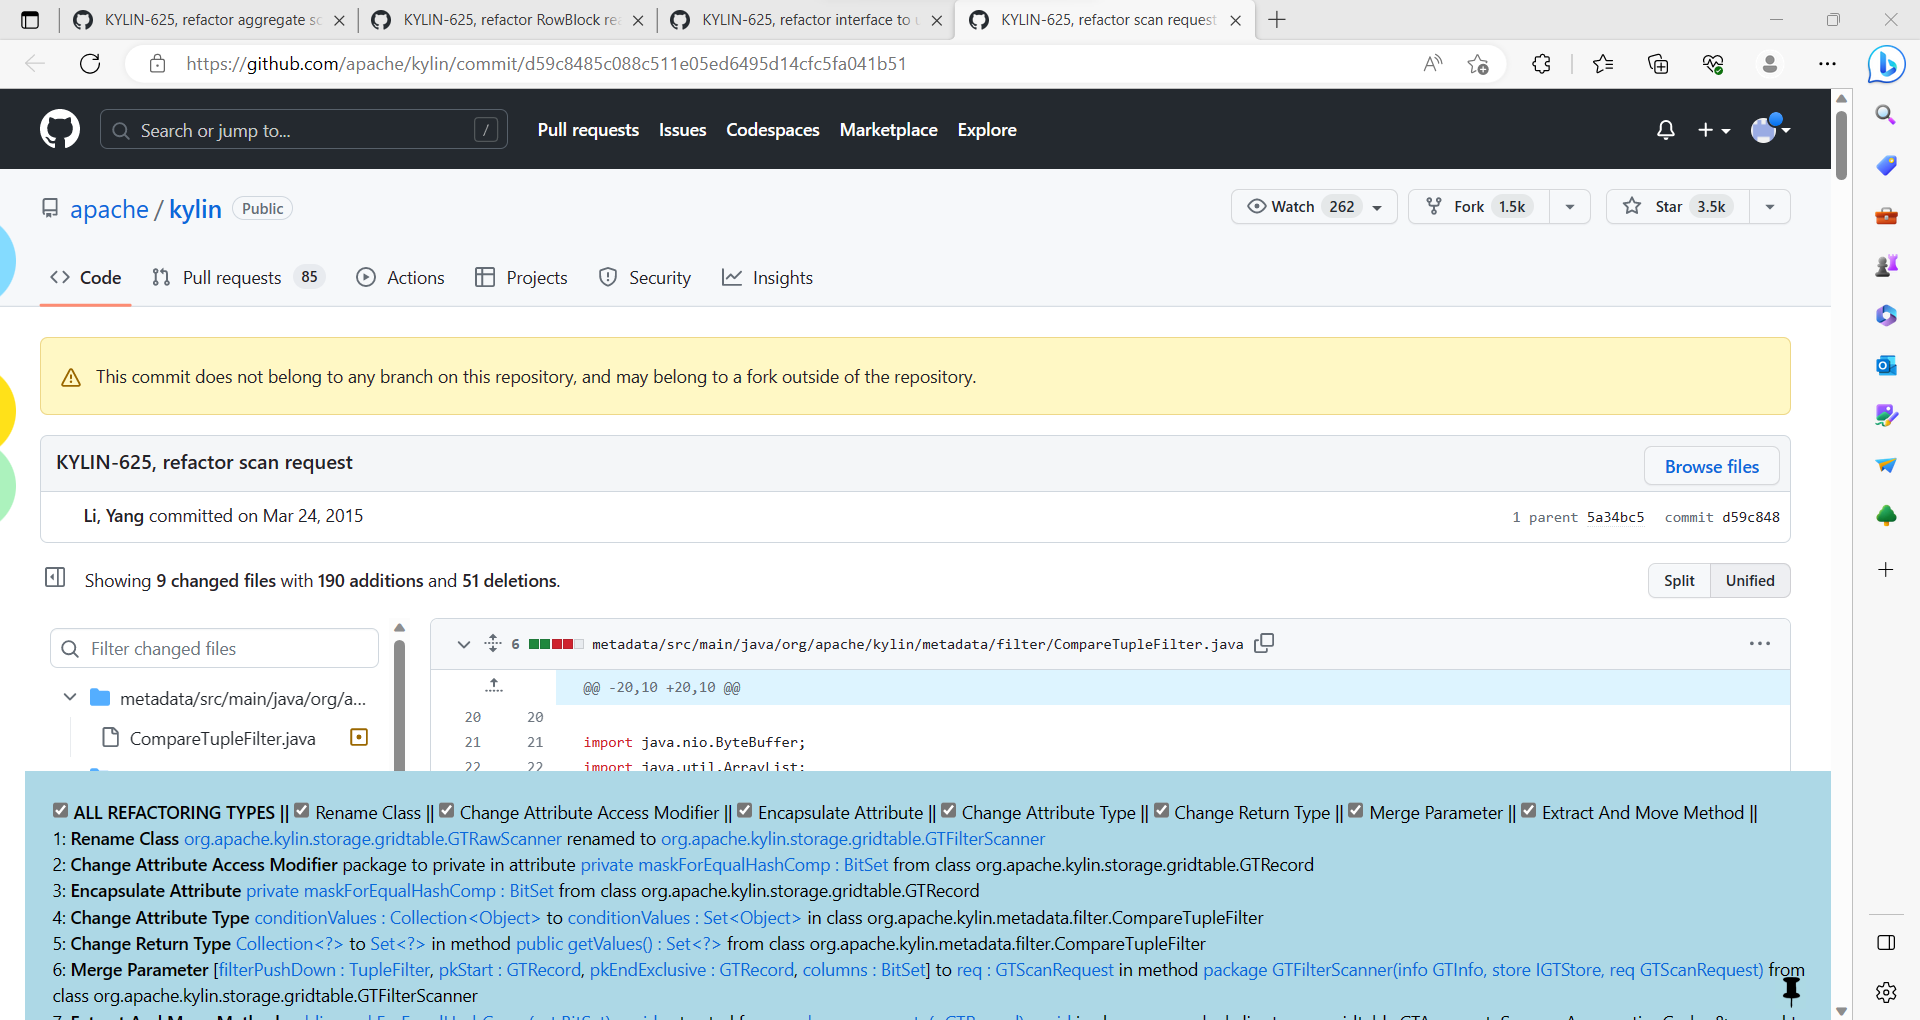 KYLIN-625, refactor aggregate sc
KYLIN-625, refactor RowBlock re
KYLIN-625, refactor interface to
KYLIN-625, refactor scan request
https://github.com/apache/kylin/commit/d59c8485c088c511e05ed6495d14cfc5fa041b51
Search or jump to...
/
Pull requests Issues Codespaces Marketplace Explore
apache / kylin Public
Watch 262
Fork 1.5k
Star 3.5k
Code Pull requests 85 Actions Projects Security Insights
This commit does not belong to any branch on this repository, and may belong to a fork outside of the repository.
KYLIN-625, refactor scan request
Browse files
Li, Yang committed on Mar 24, 2015
1 parent 5a34bc5 commit d59c848
Showing 9 changed files with 190 additions and 51 deletions.
Split Unified
Filter changed files
6 metadata/src/main/java/org/apache/kylin/metadata/filter/CompareTupleFilter.java
@@ -20,10 +20,10 @@
metadata/src/main/java/org/a...
20 20
CompareTupleFilter.java
21 21 import java.nio.ByteBuffer;
22 22 import java.util.ArrayList;
ALL REFACTORING TYPES || Rename Class || Change Attribute Access Modifier || Encapsulate Attribute || Change Attribute Type || Change Return Type || Merge Parameter || Extract And Move Method ||
1: Rename Class org.apache.kylin.storage.gridtable.GTRawScanner renamed to org.apache.kylin.storage.gridtable.GTFilterScanner
2: Change Attribute Access Modifier package to private in attribute private maskForEqualHashComp : BitSet from class org.apache.kylin.storage.gridtable.GTRecord
3: Encapsulate Attribute private maskForEqualHashComp : BitSet from class org.apache.kylin.storage.gridtable.GTRecord
4: Change Attribute Type conditionValues : Collection<Object> to conditionValues : Set<Object> in class org.apache.kylin.metadata.filter.CompareTupleFilter
5: Change Return Type Collection<?> to Set<?> in method public getValues() : Set<?> from class org.apache.kylin.metadata.filter.CompareTupleFilter
6: Merge Parameter [filterPushDown : TupleFilter, pkStart : GTRecord, pkEndExclusive : GTRecord, columns : BitSet] to req : GTScanRequest in method package GTFilterScanner(info GTInfo, store IGTStore, req GTScanRequest) from
class org.apache.kylin.storage.gridtable.GTFilterScanner